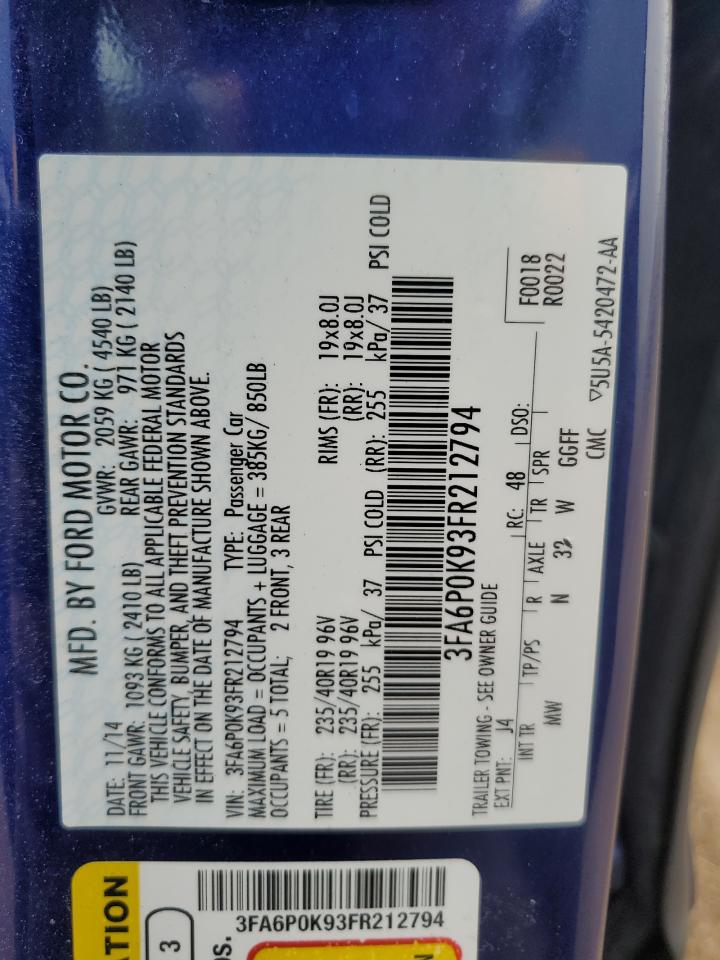 MFD. BY FORD MOTOR CO.
DATE: 11/14 GVWR: 2059 KG ( 4540 LB)
FRONT GAWR: 1093 KG ( 2410 LB) REAR GAWR: 971 KG ( 2140 LB)
THIS VEHICLE CONFORMS TO ALL APPLICABLE FEDERAL MOTOR
VEHICLE SAFETY, BUMPER, AND THEFT PREVENTION STANDARDS
IN EFFECT ON THE DATE OF MANUFACTURE SHOWN ABOVE.
VIN: 3FA6P0K93FR212794 TYPE: Passenger Car
MAXIMUM LOAD = OCCUPANTS + LUGGAGE = 385KG/ 850LB
OCCUPANTS = 5 TOTAL; 2 FRONT, 3 REAR
TIRE (FR): 235/40R19 96V RIMS (FR): 19x8.0J
(RR): 235/40R19 96V (RR): 19x8.0J
PRESSURE (FR): 255 kPa/ 37 PSI COLD (RR): 255 kPa/ 37 PSI COLD
3FA6P0K93FR212794
TRAILER TOWING - SEE OWNER GUIDE
EXT PNT: J4 RC: 48 DSO: F0018
R0022
INT TR TP/PS R AXLE TR SPR
MW N 32 W GGFF
CMC ▽5U5A-5420472-AA
ATION
3
os.
3FA6P0K93FR212794
N